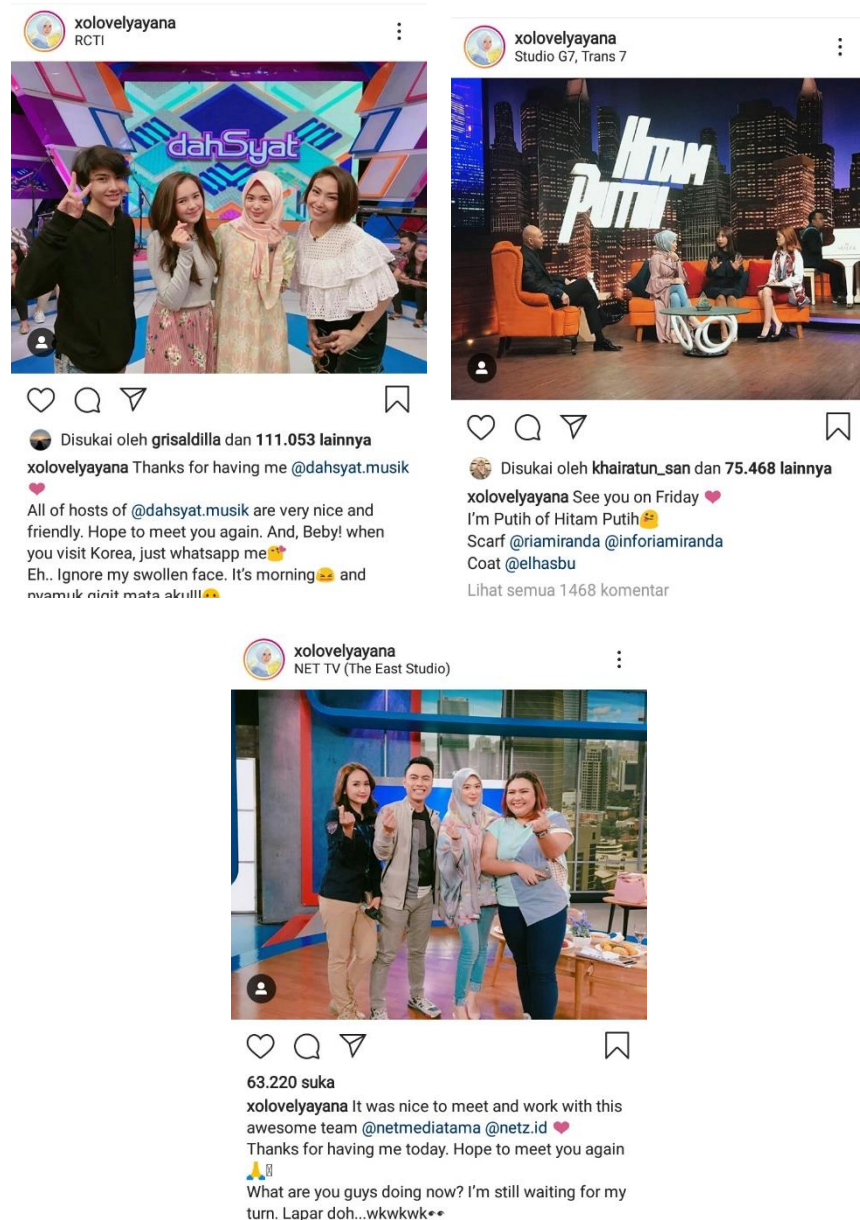 xolovelyayana
RCTI
dahSyat
Disukai oleh grisaldilla dan 111.053 lainnya
xolovelyayana Thanks for having me @dahsyat.musik
💗
All of hosts of @dahsyat.musik are very nice and
friendly. Hope to meet you again. And, Beby! when
you visit Korea, just whatsapp me😘
Eh.. Ignore my swollen face. It's morning😝 and
nyamuk gigit mata aku!!!
xolovelyayana
Studio G7, Trans 7
HITAM
PUTIH
Disukai oleh khairatun_san dan 75.468 lainnya
xolovelyayana See you on Friday 💗
I'm Putih of Hitam Putih
Scarf @riamiranda @inforiamiranda
Coat @elhasbu
Lihat semua 1468 komentar
xolovelyayana
NET TV (The East Studio)
63.220 suka
xolovelyayana It was nice to meet and work with this
awesome team @netmediatama @netz.id 💗
Thanks for having me today. Hope to meet you again
🙏
What are you guys doing now? I'm still waiting for my
turn. Lapar doh...wkwkwk👀